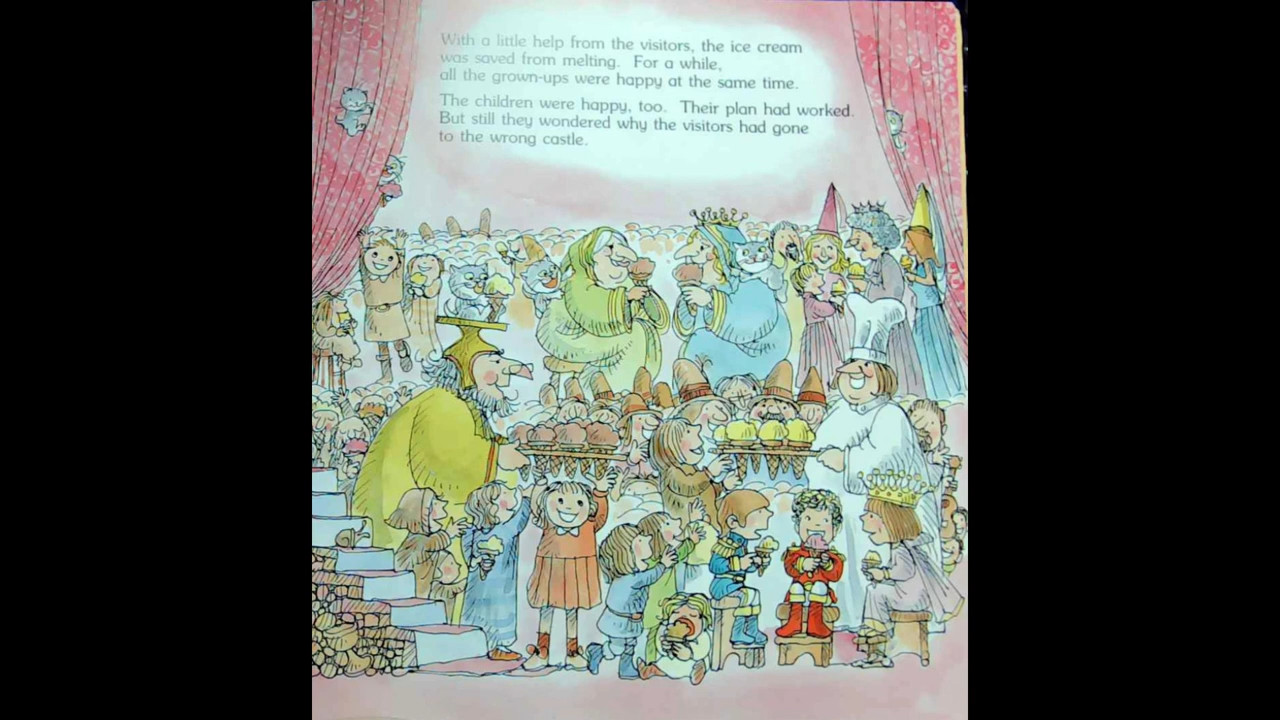 With a little help from the visitors, the ice cream
was saved from melting. For a while,
all the grown-ups were happy at the same time.
The children were happy, too. Their plan had worked.
But still they wondered why the visitors had gone
to the wrong castle.